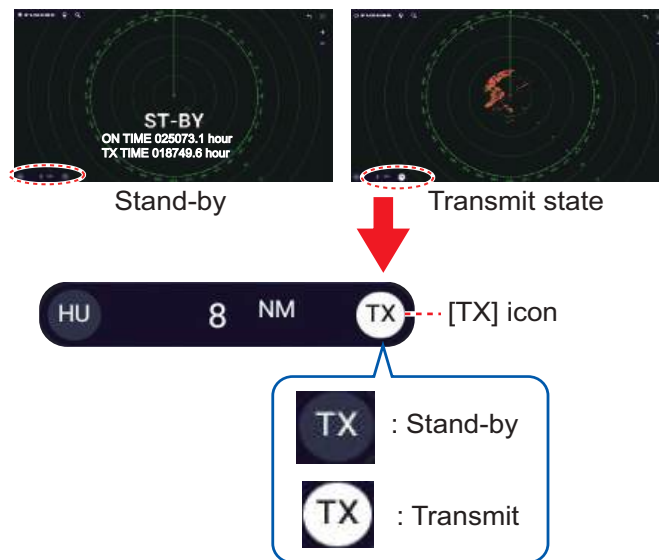 ST-BY
ON TIME 025073.1 hour
TX TIME 018749.6 hour
Stand-by
Transmit state
HU 8 NM TX
[TX] icon
TX : Stand-by
TX : Transmit